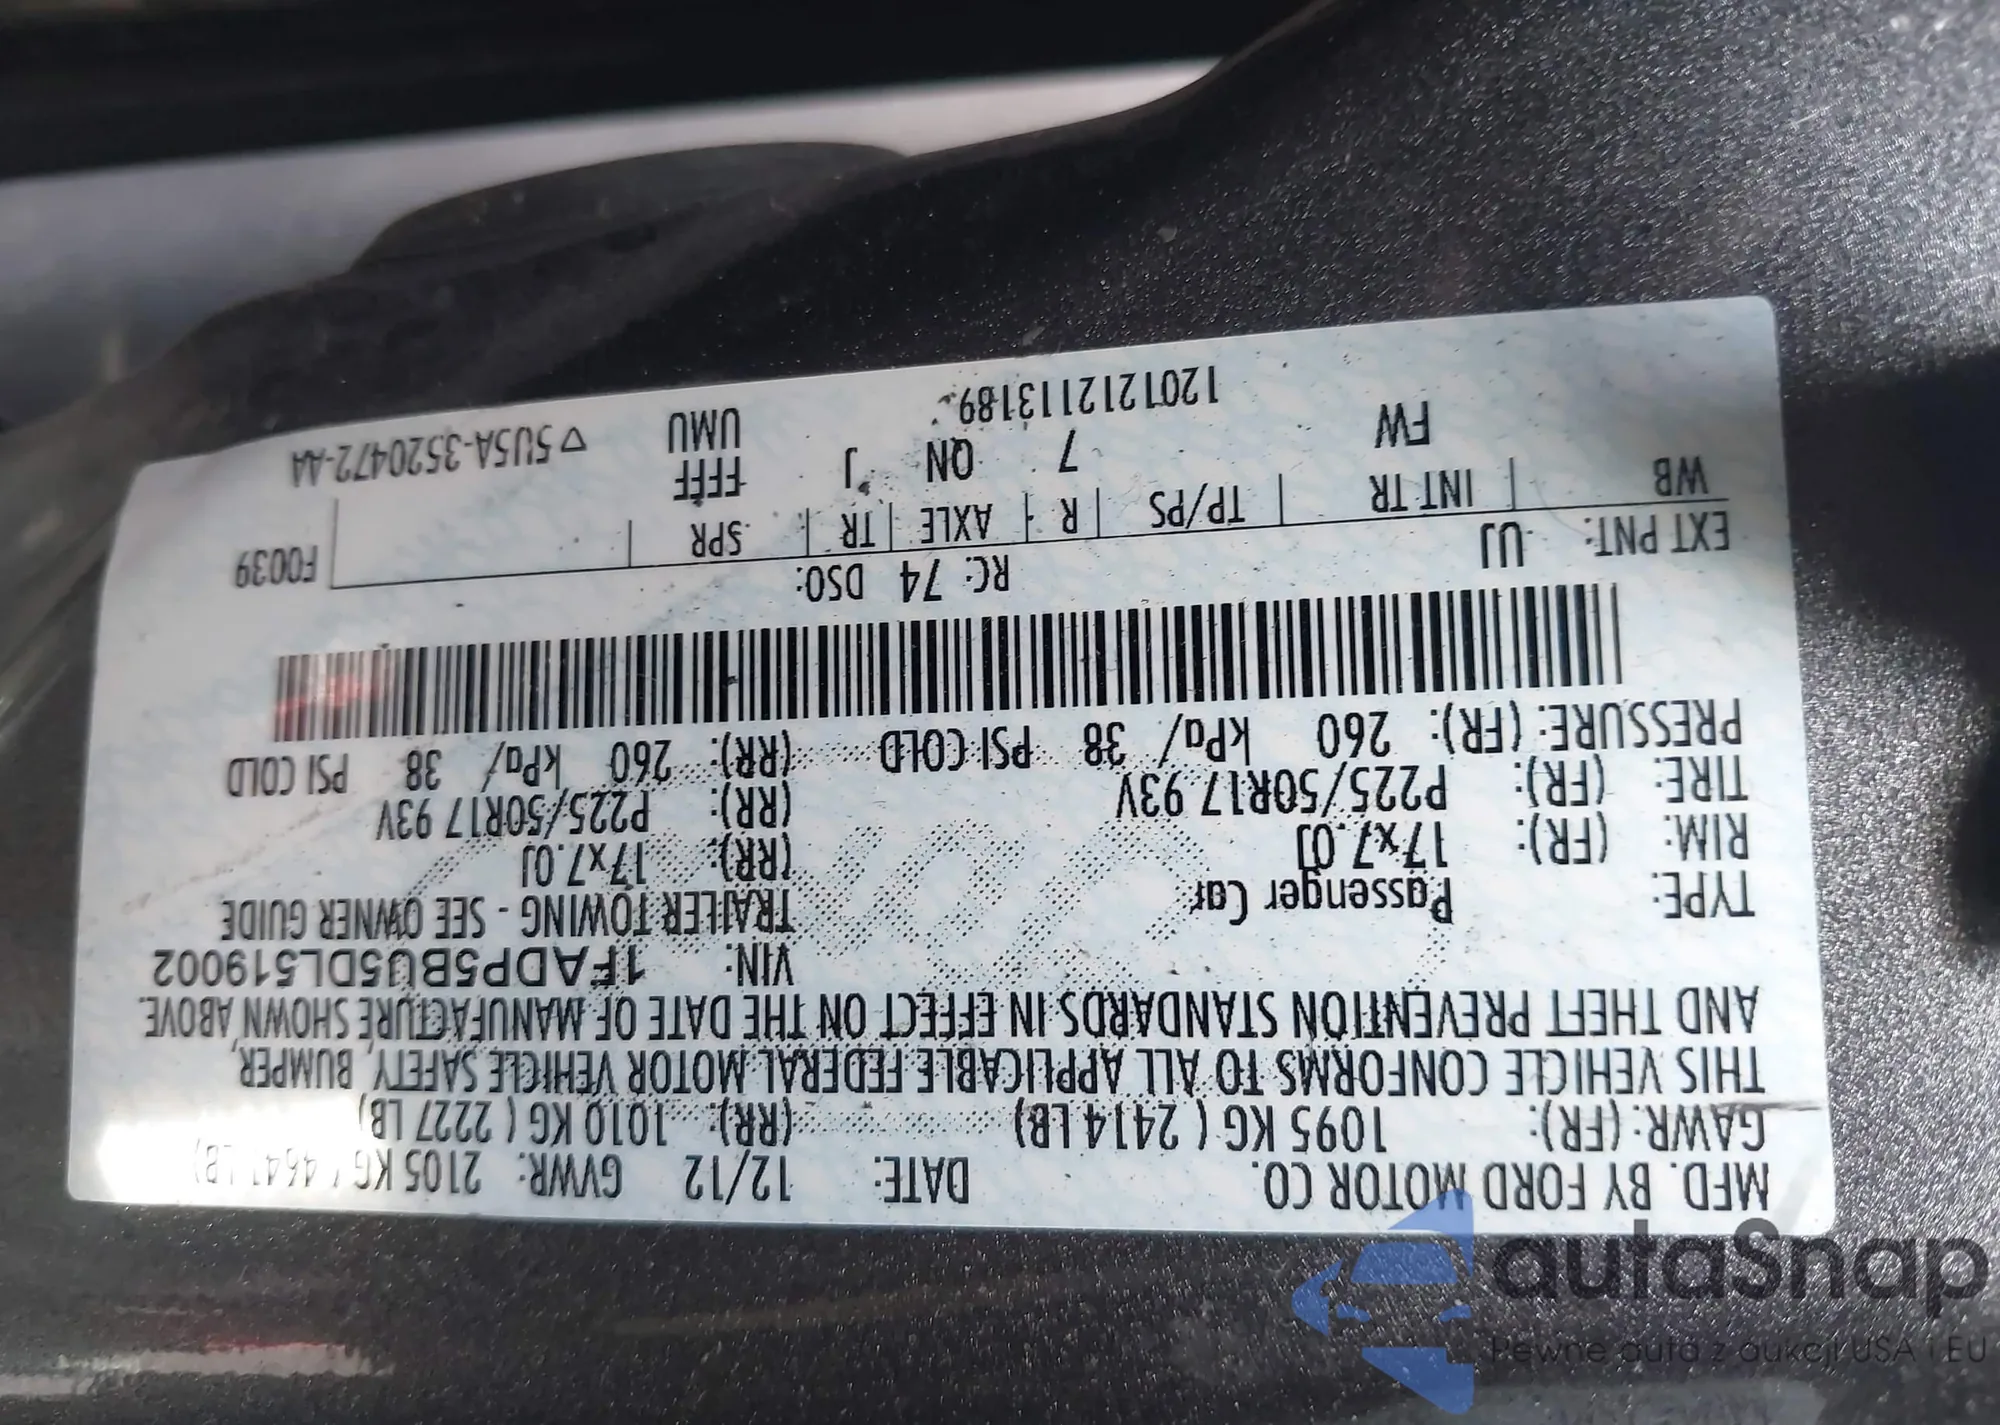 MFD. BY FORD MOTOR CO. DATE: 12/12 GVWR: 2105 KG
GAWR: (FR): 1095 KG ( 2414 LB) (RR): 1010 KG ( 2227 LB)
THIS VEHICLE CONFORMS TO ALL APPLICABLE FEDERAL MOTOR VEHICLE SAFETY, BUMPER,
AND THEFT PREVENTION STANDARDS IN EFFECT ON THE DATE OF MANUFACTURE SHOWN ABOVE.
VIN: 1FADP5BU5DL519002
TYPE: Passenger Car TRAILER TOWING - SEE OWNER GUIDE
RIM: (FR): 17x7.0J (RR): 17x7.0J
TIRE: (FR): P225/50R17 93V (RR): P225/50R17 93V
PRESSURE: (FR): 260 kPa/ 38 PSI COLD (RR): 260 kPa/ 38 PSI COLD
EXT PNT: UJ RC: 74 DSO: F0039
WB | INT TR | TP/PS | R | AXLE | TR | SPR
FW 7 QN J FFFF
UMU
1201212113189
▽ 5U5A-3520472-AA
autaSnap
Pewne auta z aukcji USA i EU